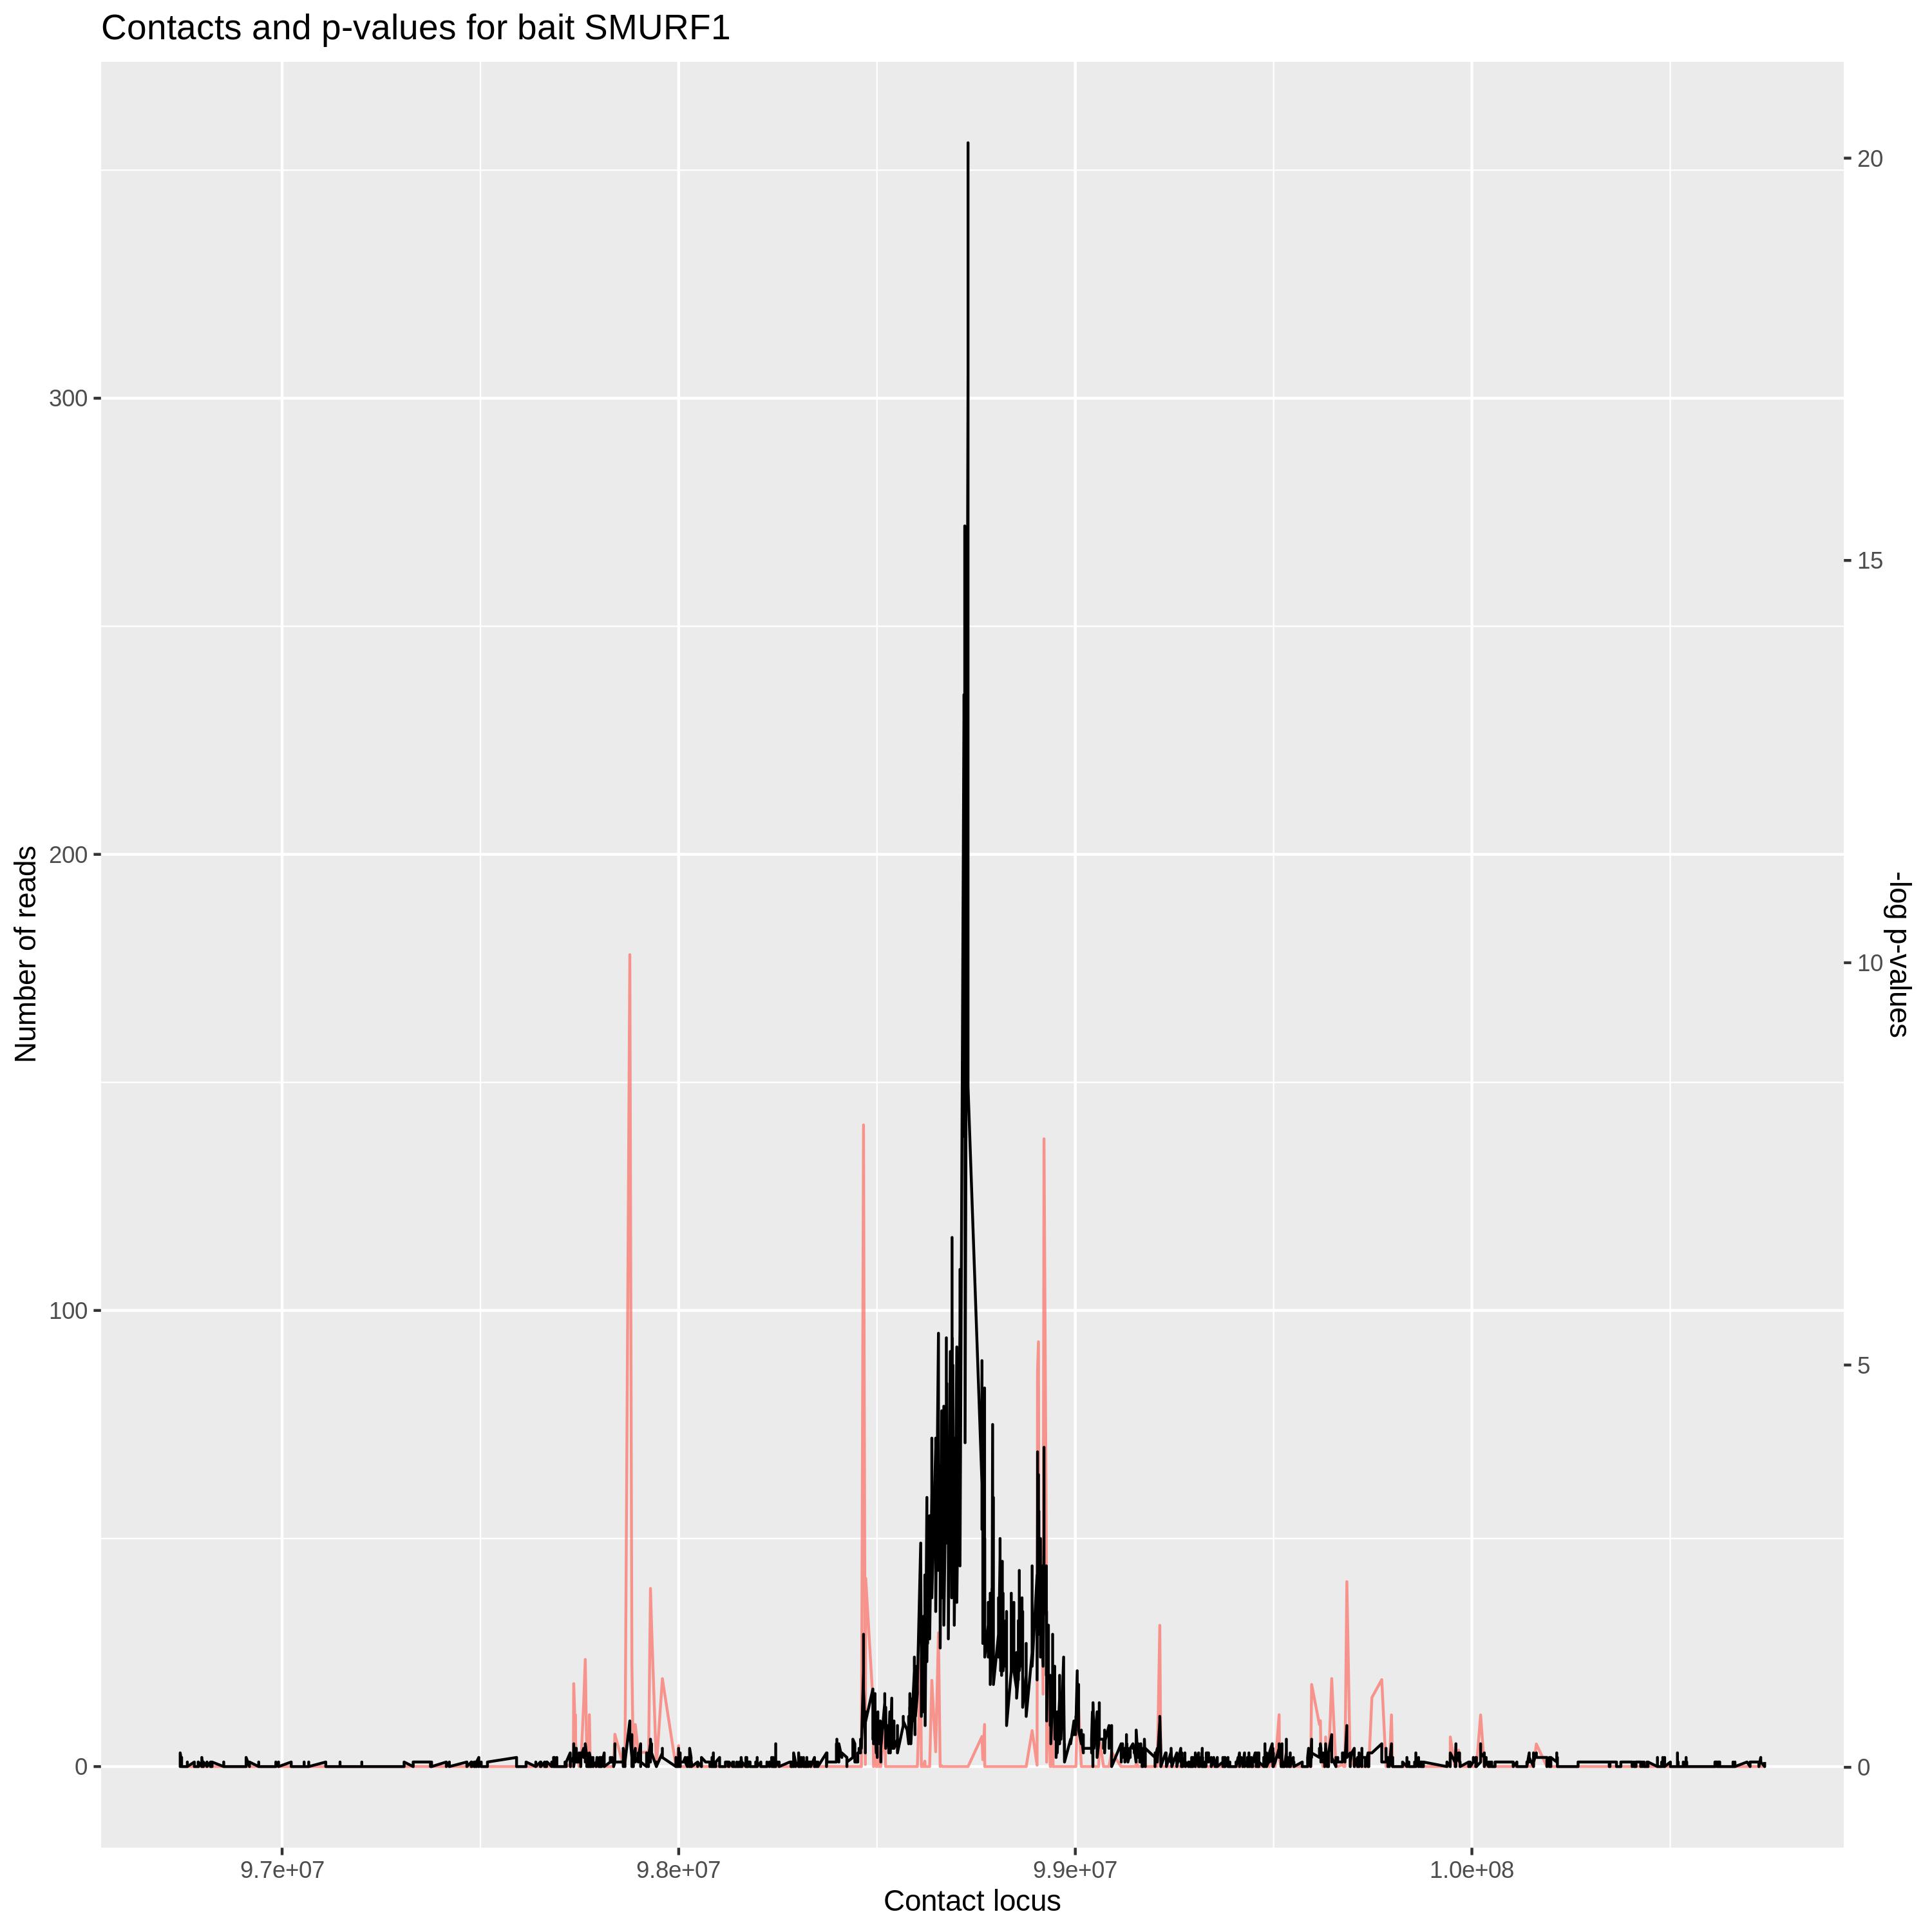 Contacts and p-values for bait SMURF1
Number of reads
300
200
100
0
20
15
10
5
0
-log p-values
9.7e+07
9.8e+07
9.9e+07
1.0e+08
Contact locus